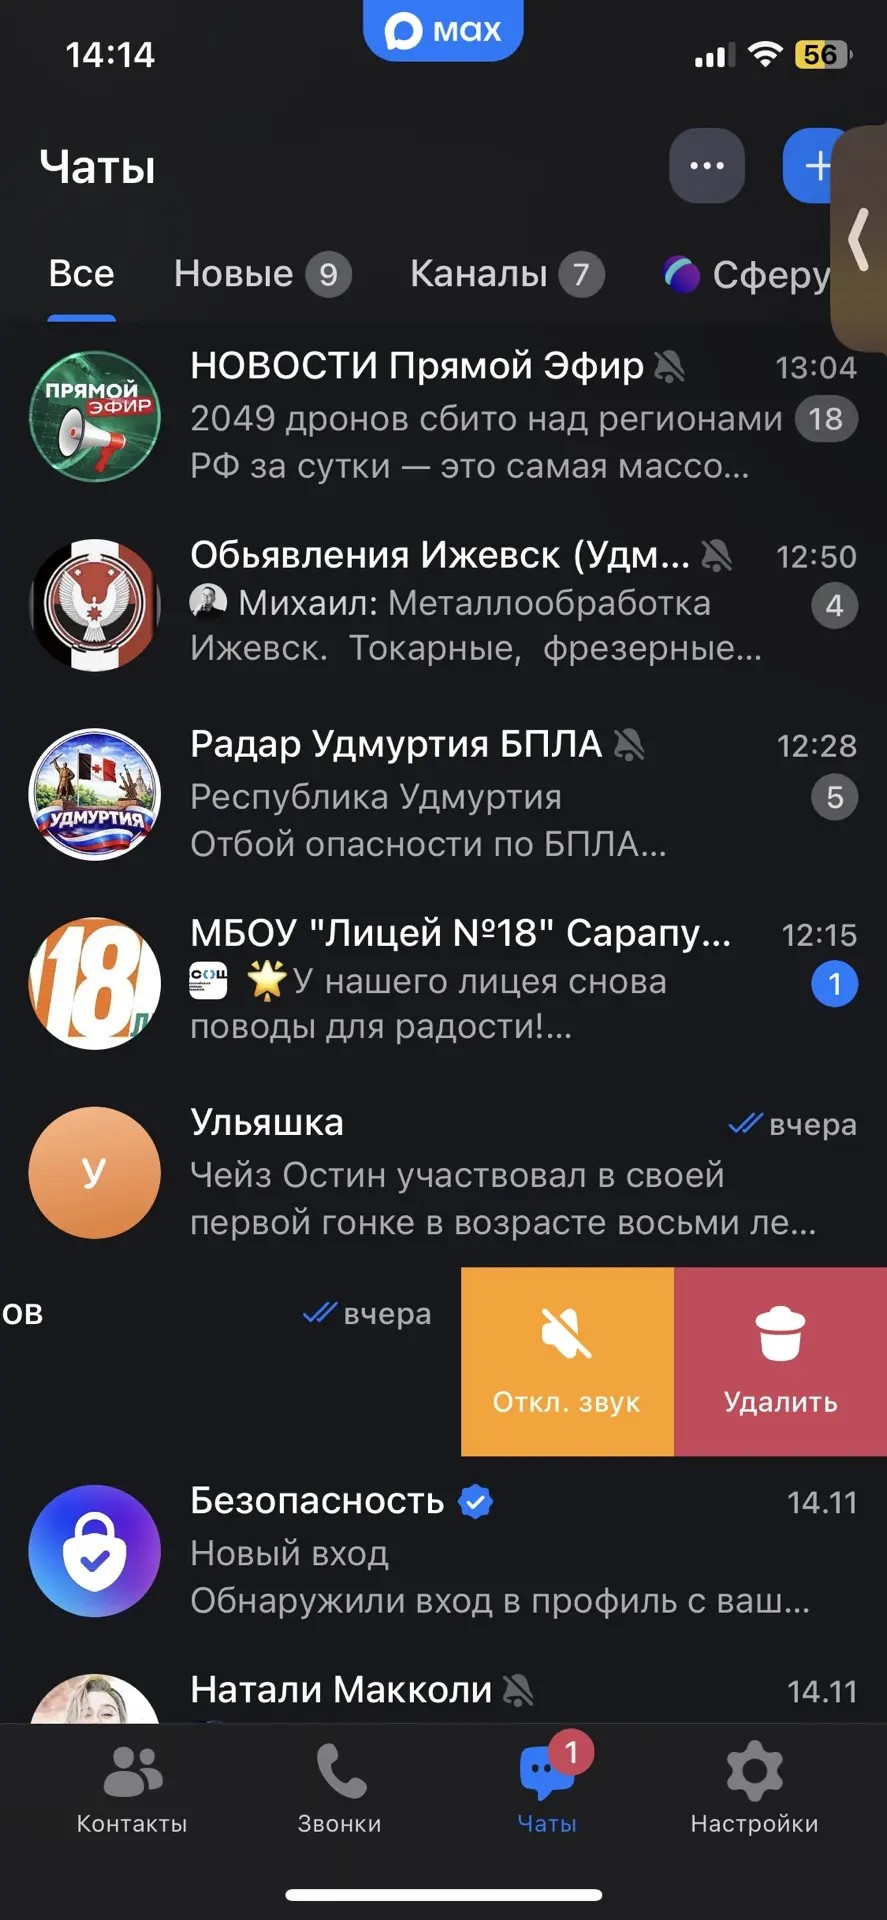 14:14
max
56
Чаты
Все
Новые 9
Каналы 7
Сферу
НОВОСТИ Прямой Эфир 13:04
ПРЯМОЙ
ЭФИР
2049 дронов сбито над регионами 18
РФ за сутки — это самая массо...
Обьявления Ижевск (Удм... 12:50
Михаил: Металлообработка 4
Ижевск. Токарные, фрезерные...
Радар Удмуртия БПЛА 12:28
УДМУРТИЯ
Республика Удмуртия 5
Отбой опасности по БПЛА...
МБОУ "Лицей №18" Сарапу... 12:15
18
🌟У нашего лицея снова 1
поводы для радости!...
Ульяшка вчера
У
Чейз Остин участвовал в своей
первой гонке в возрасте восьми ле...
ов вчера
Откл. звук
Удалить
Безопасность 14.11
Новый вход
Обнаружили вход в профиль с ваш...
Натали Макколи 14.11
1
Контакты
Звонки
Чаты
Настройки